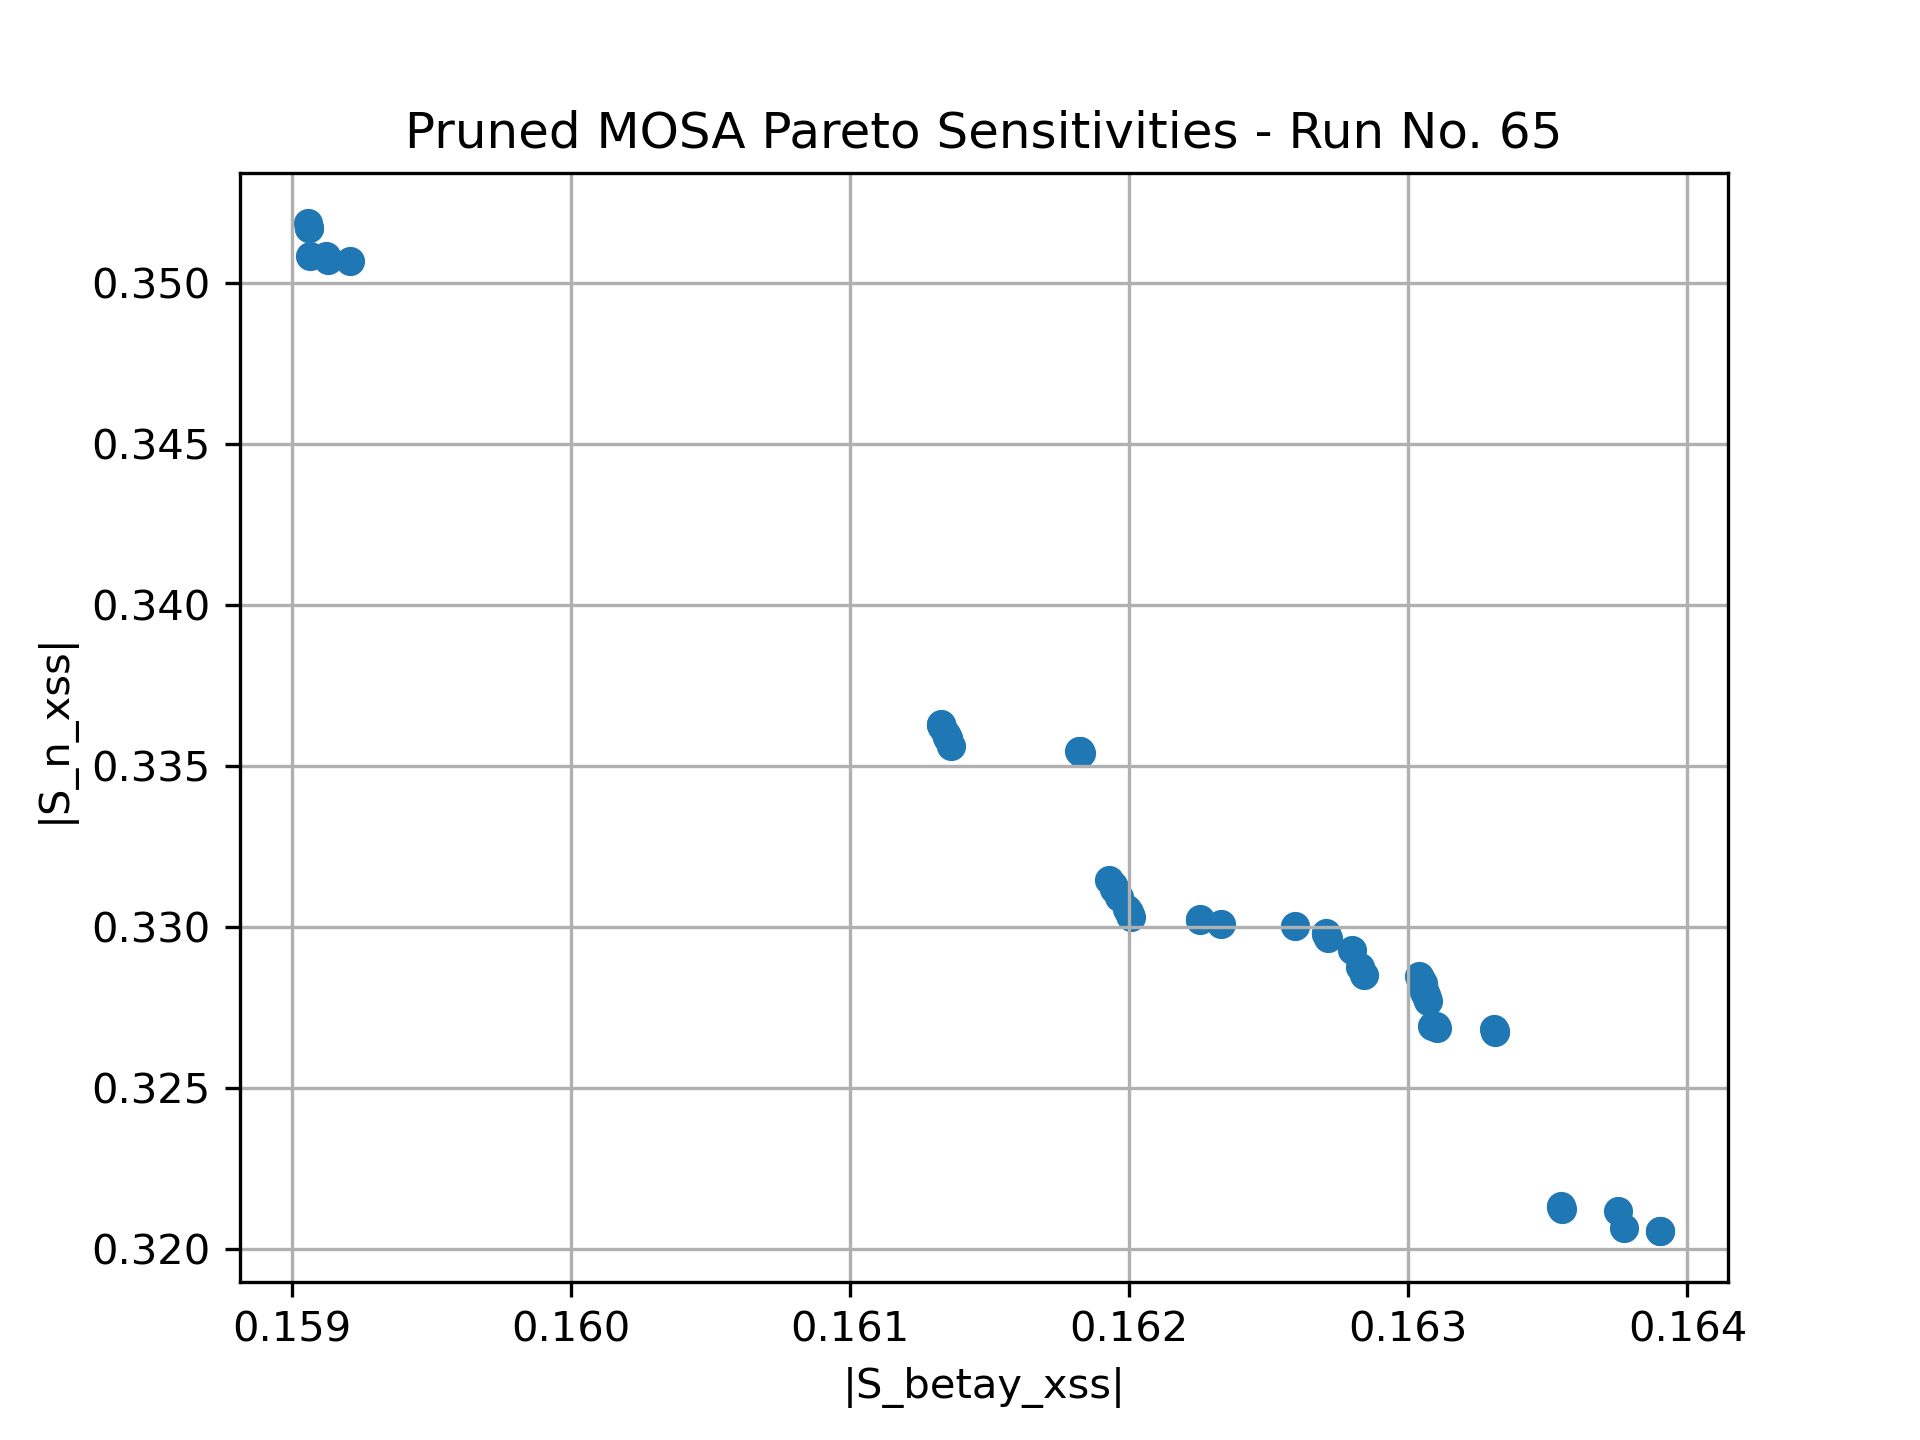 Pruned MOSA Pareto Sensitivities - Run No. 65
|S_n_xss|
0.350
0.345
0.340
0.335
0.330
0.325
0.320
0.159 0.160 0.161 0.162 0.163 0.164
|S_betay_xss|